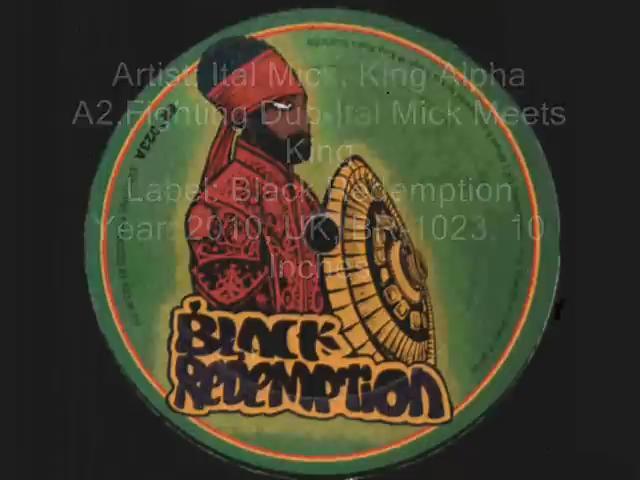 Artist: Ital Mick, King Alpha
A2.Fighting Dub-Ital Mick Meets
King
Label: Black Redemption
Year: 2010. UK, BR-1023. 10
Inches
BLACK
REDEMPTION